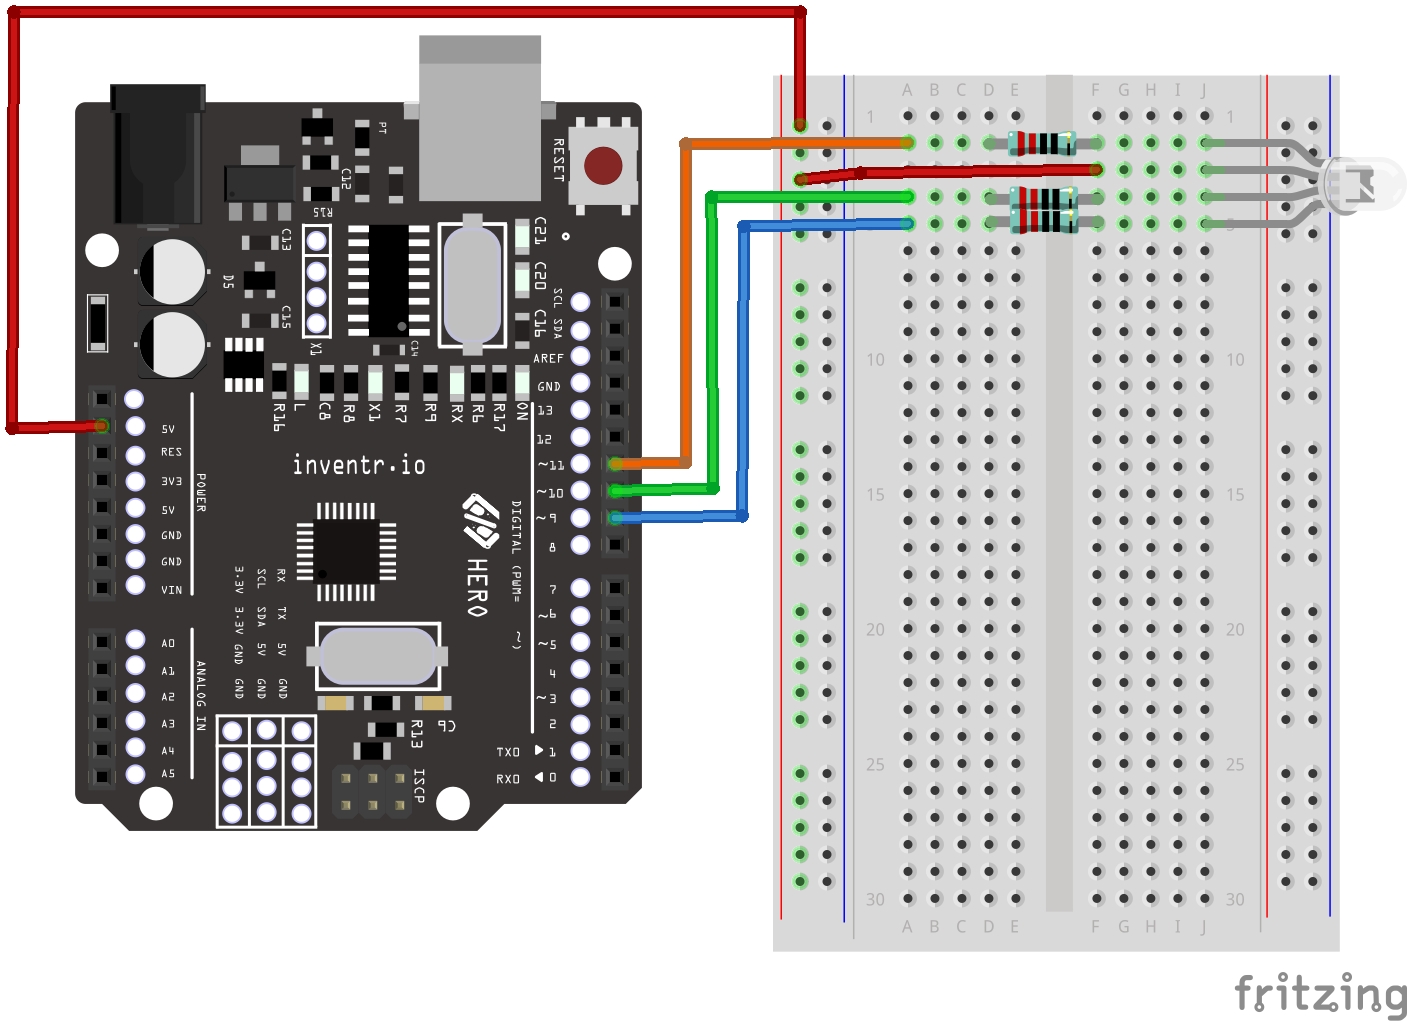 PT
RESET
C12
R15
C13
D5
C15
X1
C14
C21
C20
C16
SCL
SDA
AREF
GND
13
12
~11
~10
~9
8
7
~6
~5
4
~3
2
TX0 ▶ 1
RX0 ◀ 0
R16
L
C8
R8
X1
R7
R9
RX
R6
R17
ON
inventr.io
HERO
DIGITAL (PWM= ~)
5V
RES
3V3
5V
GND
GND
VIN
POWER
A0
A1
A2
A3
A4
A5
ANALOG IN
3.3V SCL RX
3.3V SDA TX
GND 5V 5V
GND GND GND
R13
C6
ISCP
A B C D E F G H I J
1 1
5
10 10
15 15
20 20
25 25
30 30
A B C D E F G H I J
fritzing